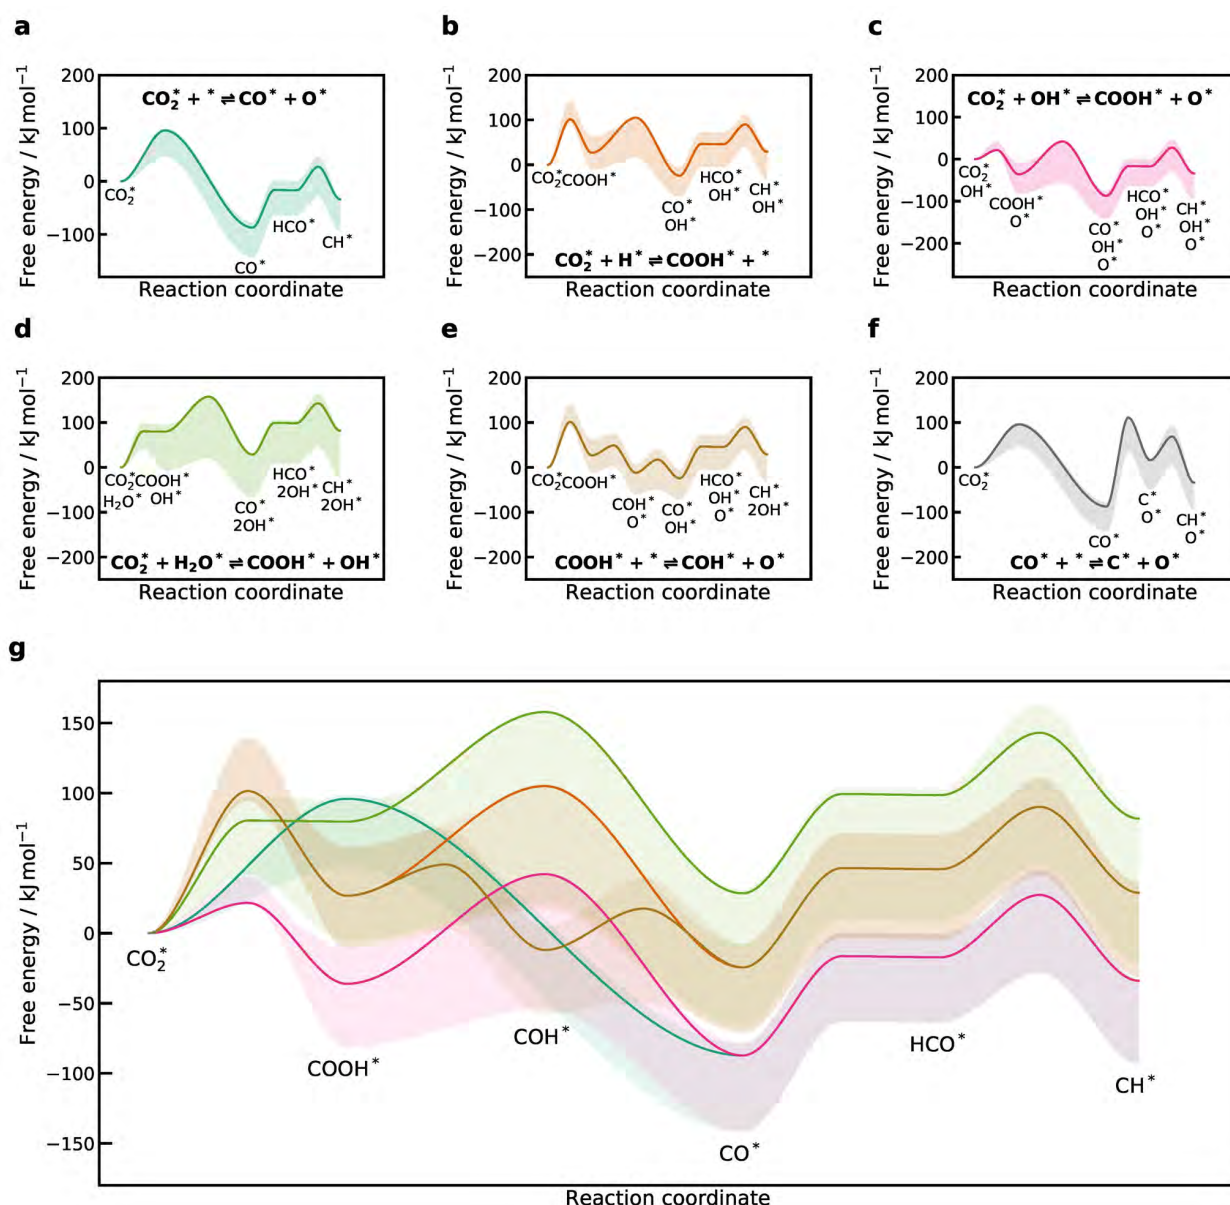 a
200
100
0
−100
Free energy / kJ mol⁻¹
CO₂* + * ⇌ CO* + O*
CO₂*
HCO*
CH*
CO*
Reaction coordinate
b
200
100
0
−100
−200
Free energy / kJ mol⁻¹
CO₂* COOH*
HCO*
OH*
CH*
OH*
CO*
OH*
CO₂* + H* ⇌ COOH* + *
Reaction coordinate
c
200
100
0
−100
−200
Free energy / kJ mol⁻¹
CO₂* + OH* ⇌ COOH* + O*
CO₂*
OH*
COOH*
O*
CO*
OH*
O*
HCO*
OH*
O*
CH*
OH*
O*
Reaction coordinate
d
200
100
0
−100
−200
Free energy / kJ mol⁻¹
CO₂* COOH*
H₂O* OH*
CO*
2OH*
HCO*
2OH*
CH*
2OH*
CO₂* + H₂O* ⇌ COOH* + OH*
Reaction coordinate
e
200
100
0
−100
−200
Free energy / kJ mol⁻¹
CO₂* COOH*
COH*
O*
CO*
OH*
HCO*
OH*
O*
CH*
2OH*
COOH* + * ⇌ COH* + O*
Reaction coordinate
f
200
100
0
−100
−200
Free energy / kJ mol⁻¹
CO₂*
CO*
C*
O*
CH*
O*
CO* + * ⇌ C* + O*
Reaction coordinate
g
150
100
50
0
−50
−100
−150
Free energy / kJ mol⁻¹
CO₂*
COOH*
COH*
CO*
HCO*
CH*
Reaction coordinate